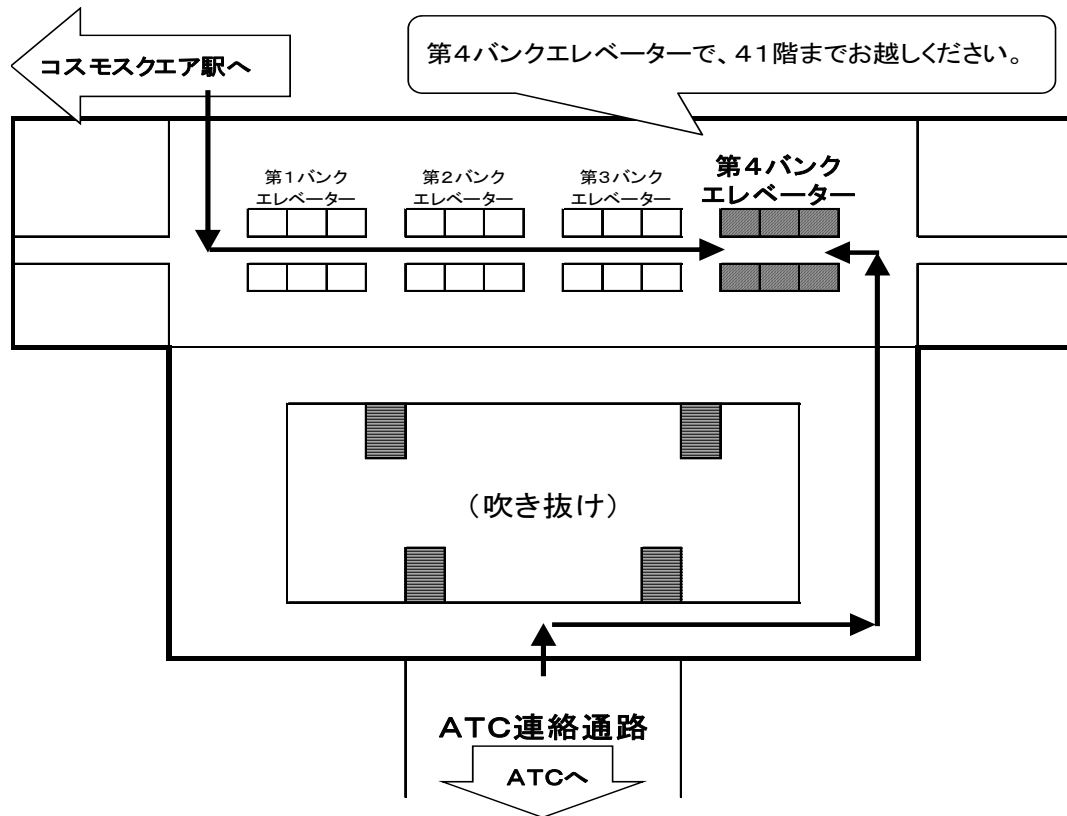 コスモスクエア駅へ
第4バンクエレベーターで、41階までお越しください。
第1バンク
エレベーター
第2バンク
エレベーター
第3バンク
エレベーター
第4バンク
エレベーター
(吹き抜け)
ATC連絡通路
ATCへ